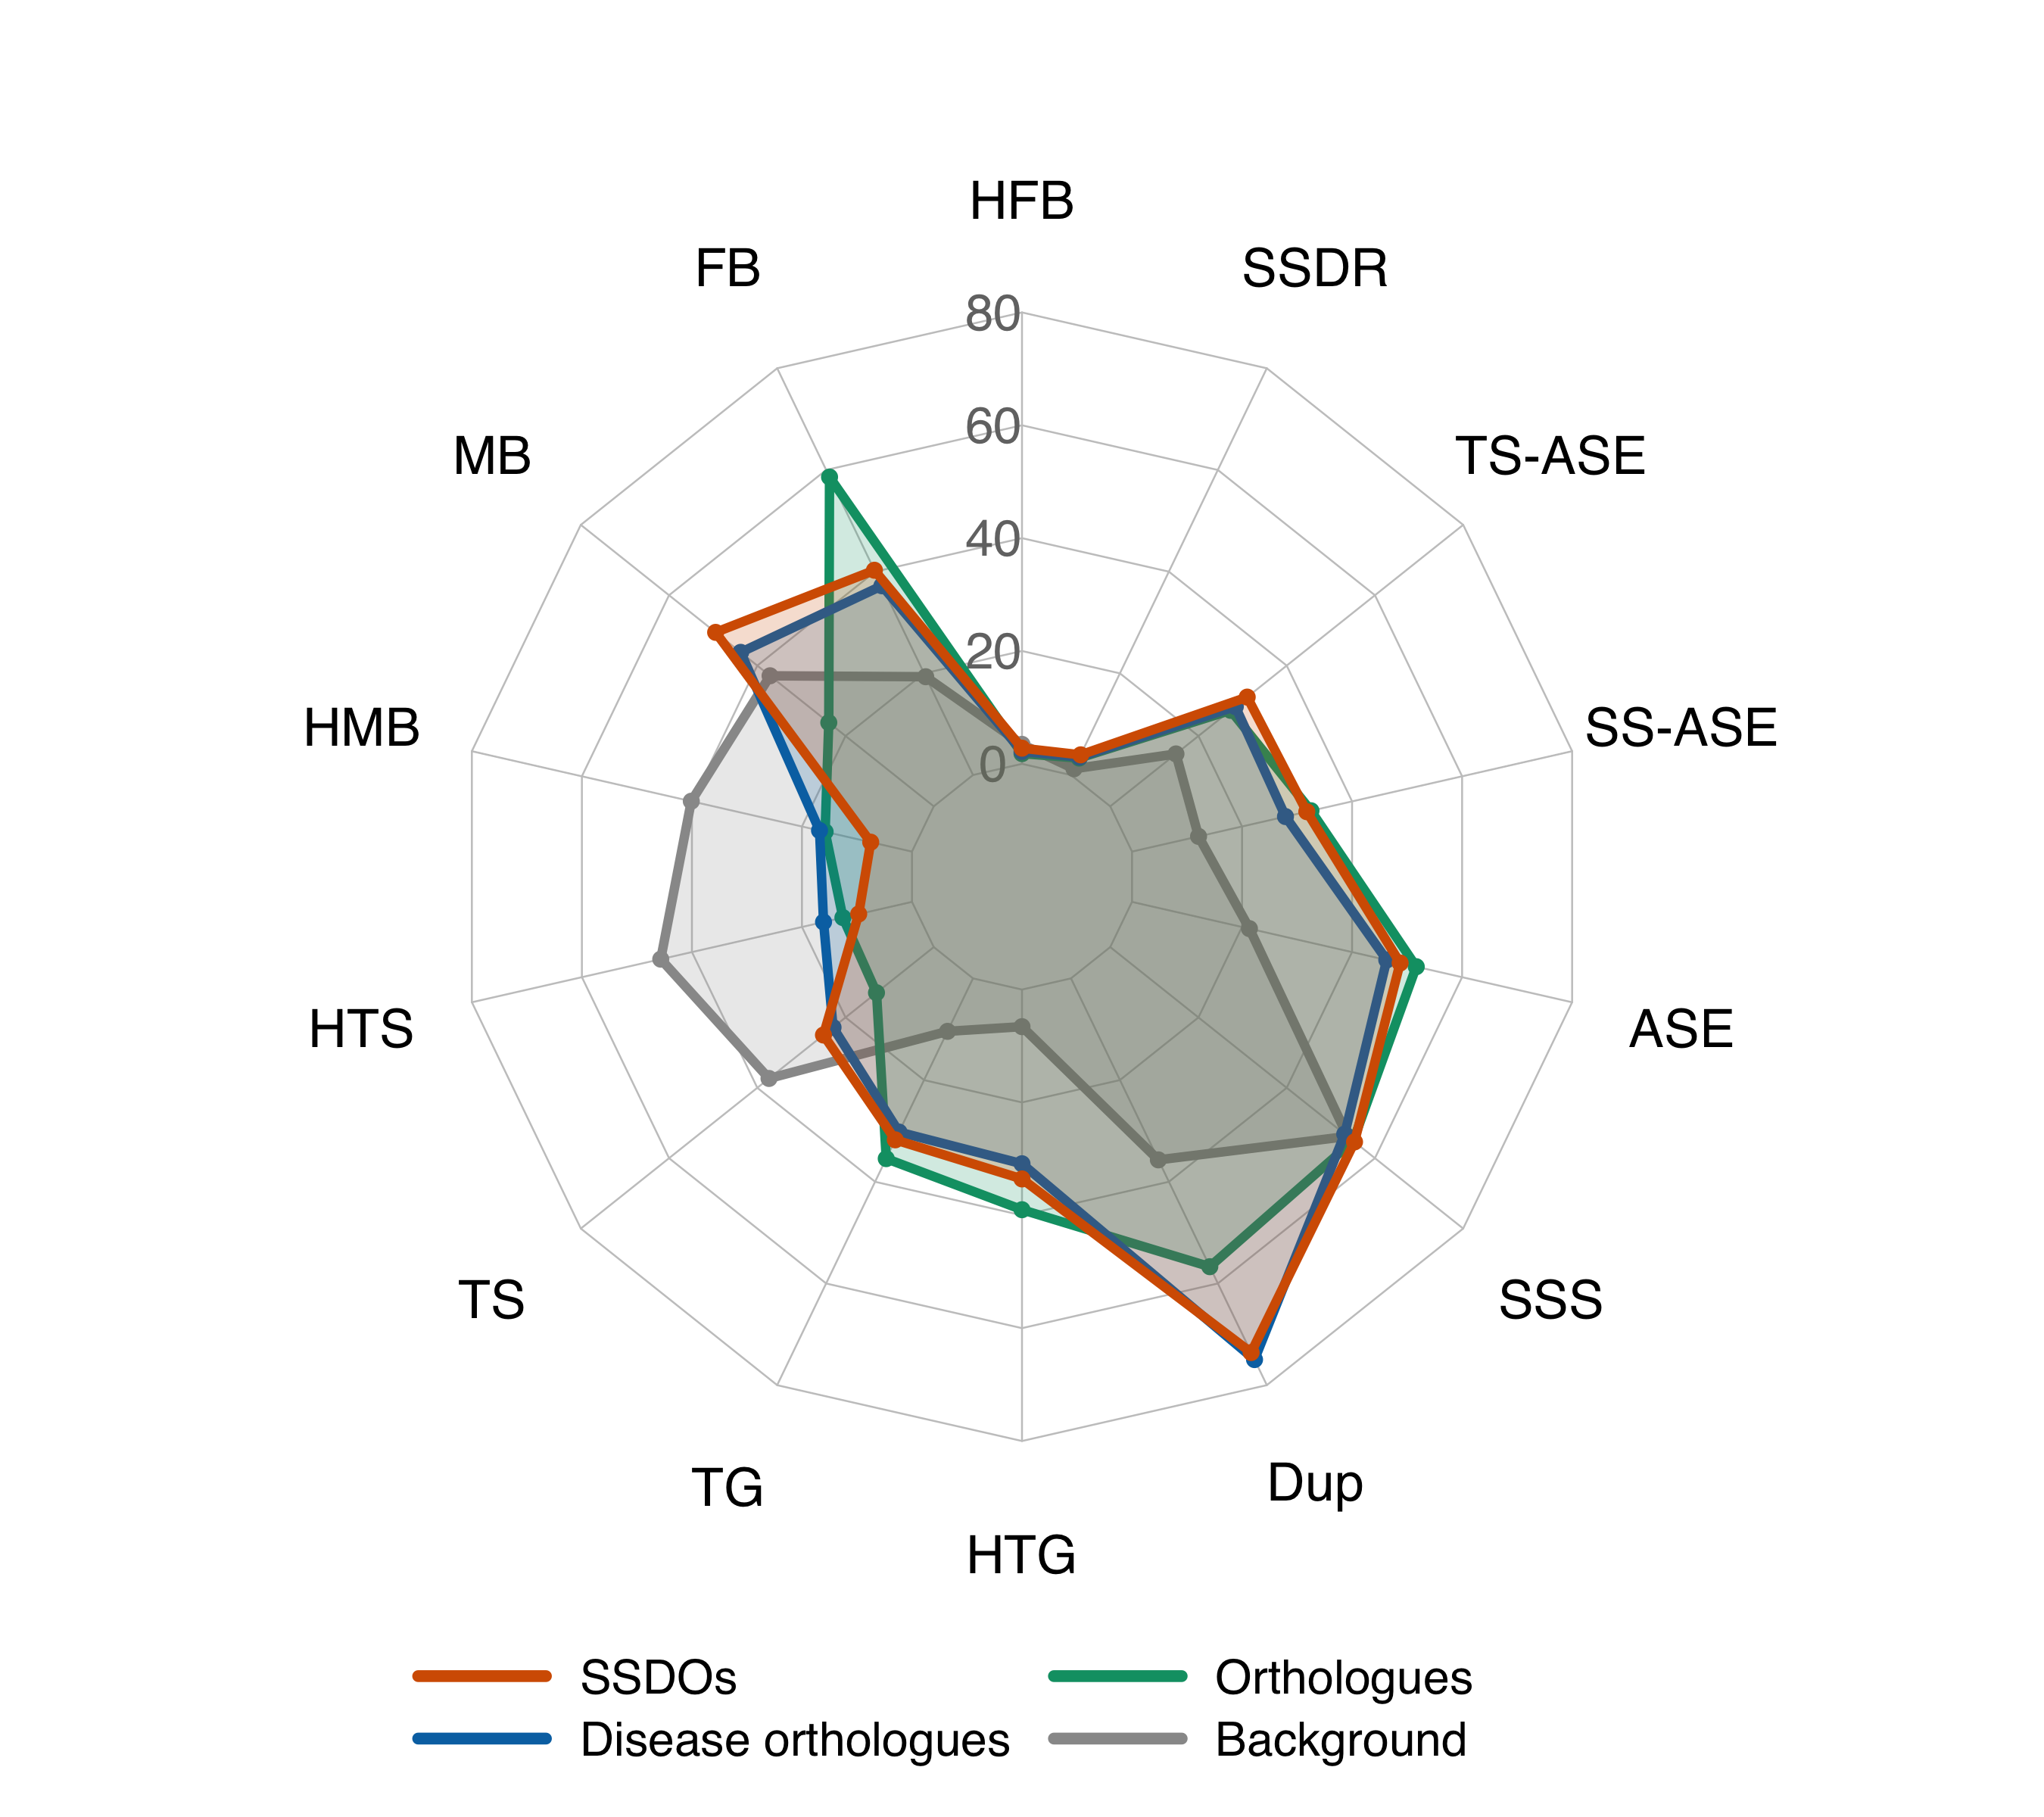 HFB
FB
SSDR
80
MB
60
TS-ASE
40
20
HMB
SS-ASE
0
HTS
ASE
TS
SSS
TG
Dup
HTG
SSDOs
Orthologues
Disease orthologues
Background